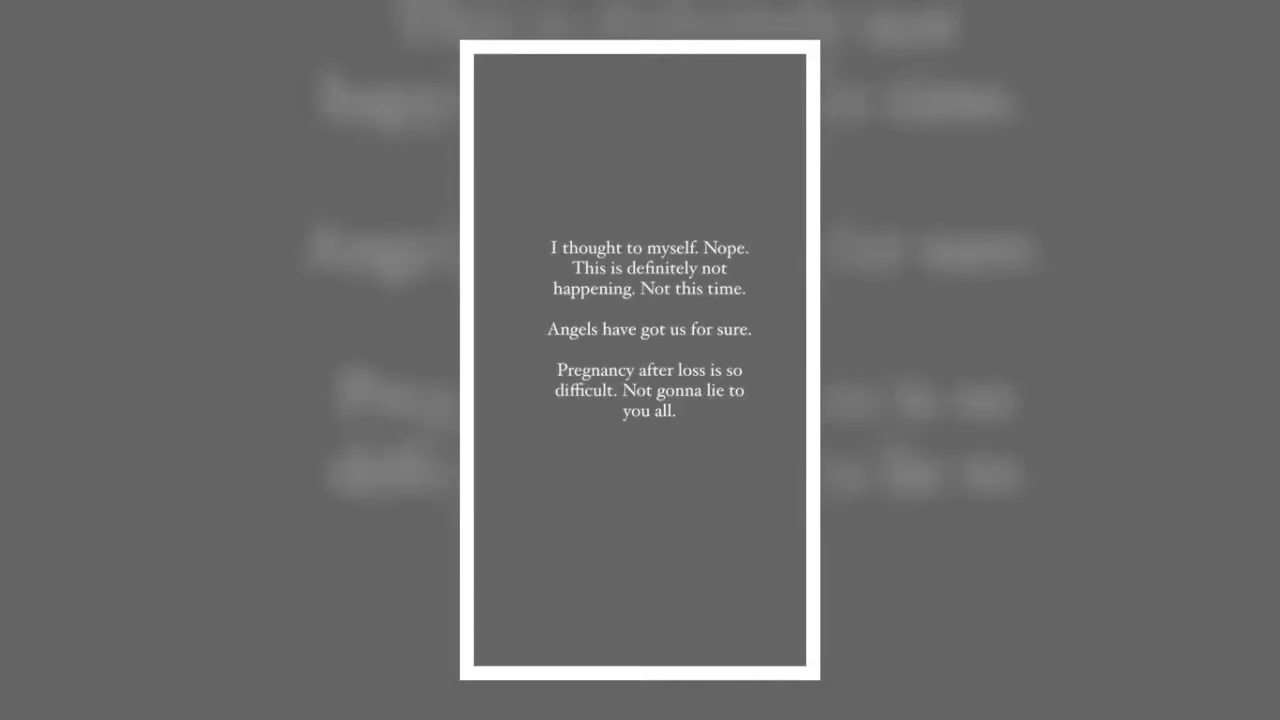 I thought to myself. Nope.
This is definitely not
happening. Not this time.
Angels have got us for sure.
Pregnancy after loss is so
difficult. Not gonna lie to
you all.